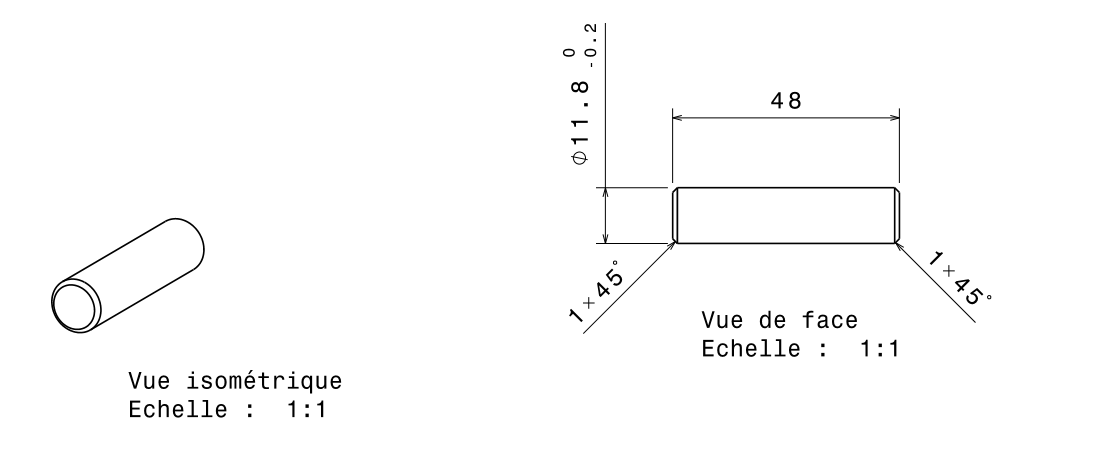 ⌀11.8 0 -0.2
48
1×45°
1×45°
Vue de face
Echelle :  1:1
Vue isométrique
Echelle :  1:1